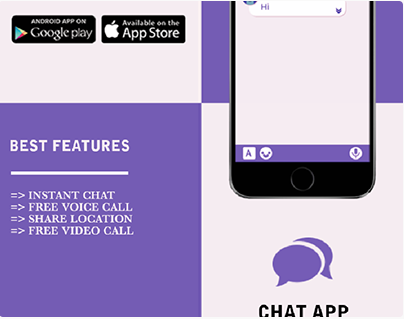 ANDROID APP ON
Google play
Available on the
App Store
Hi
A
BEST FEATURES
=> INSTANT CHAT
=> FREE VOICE CALL
=> SHARE LOCATION
=> FREE VIDEO CALL
CHAT APP